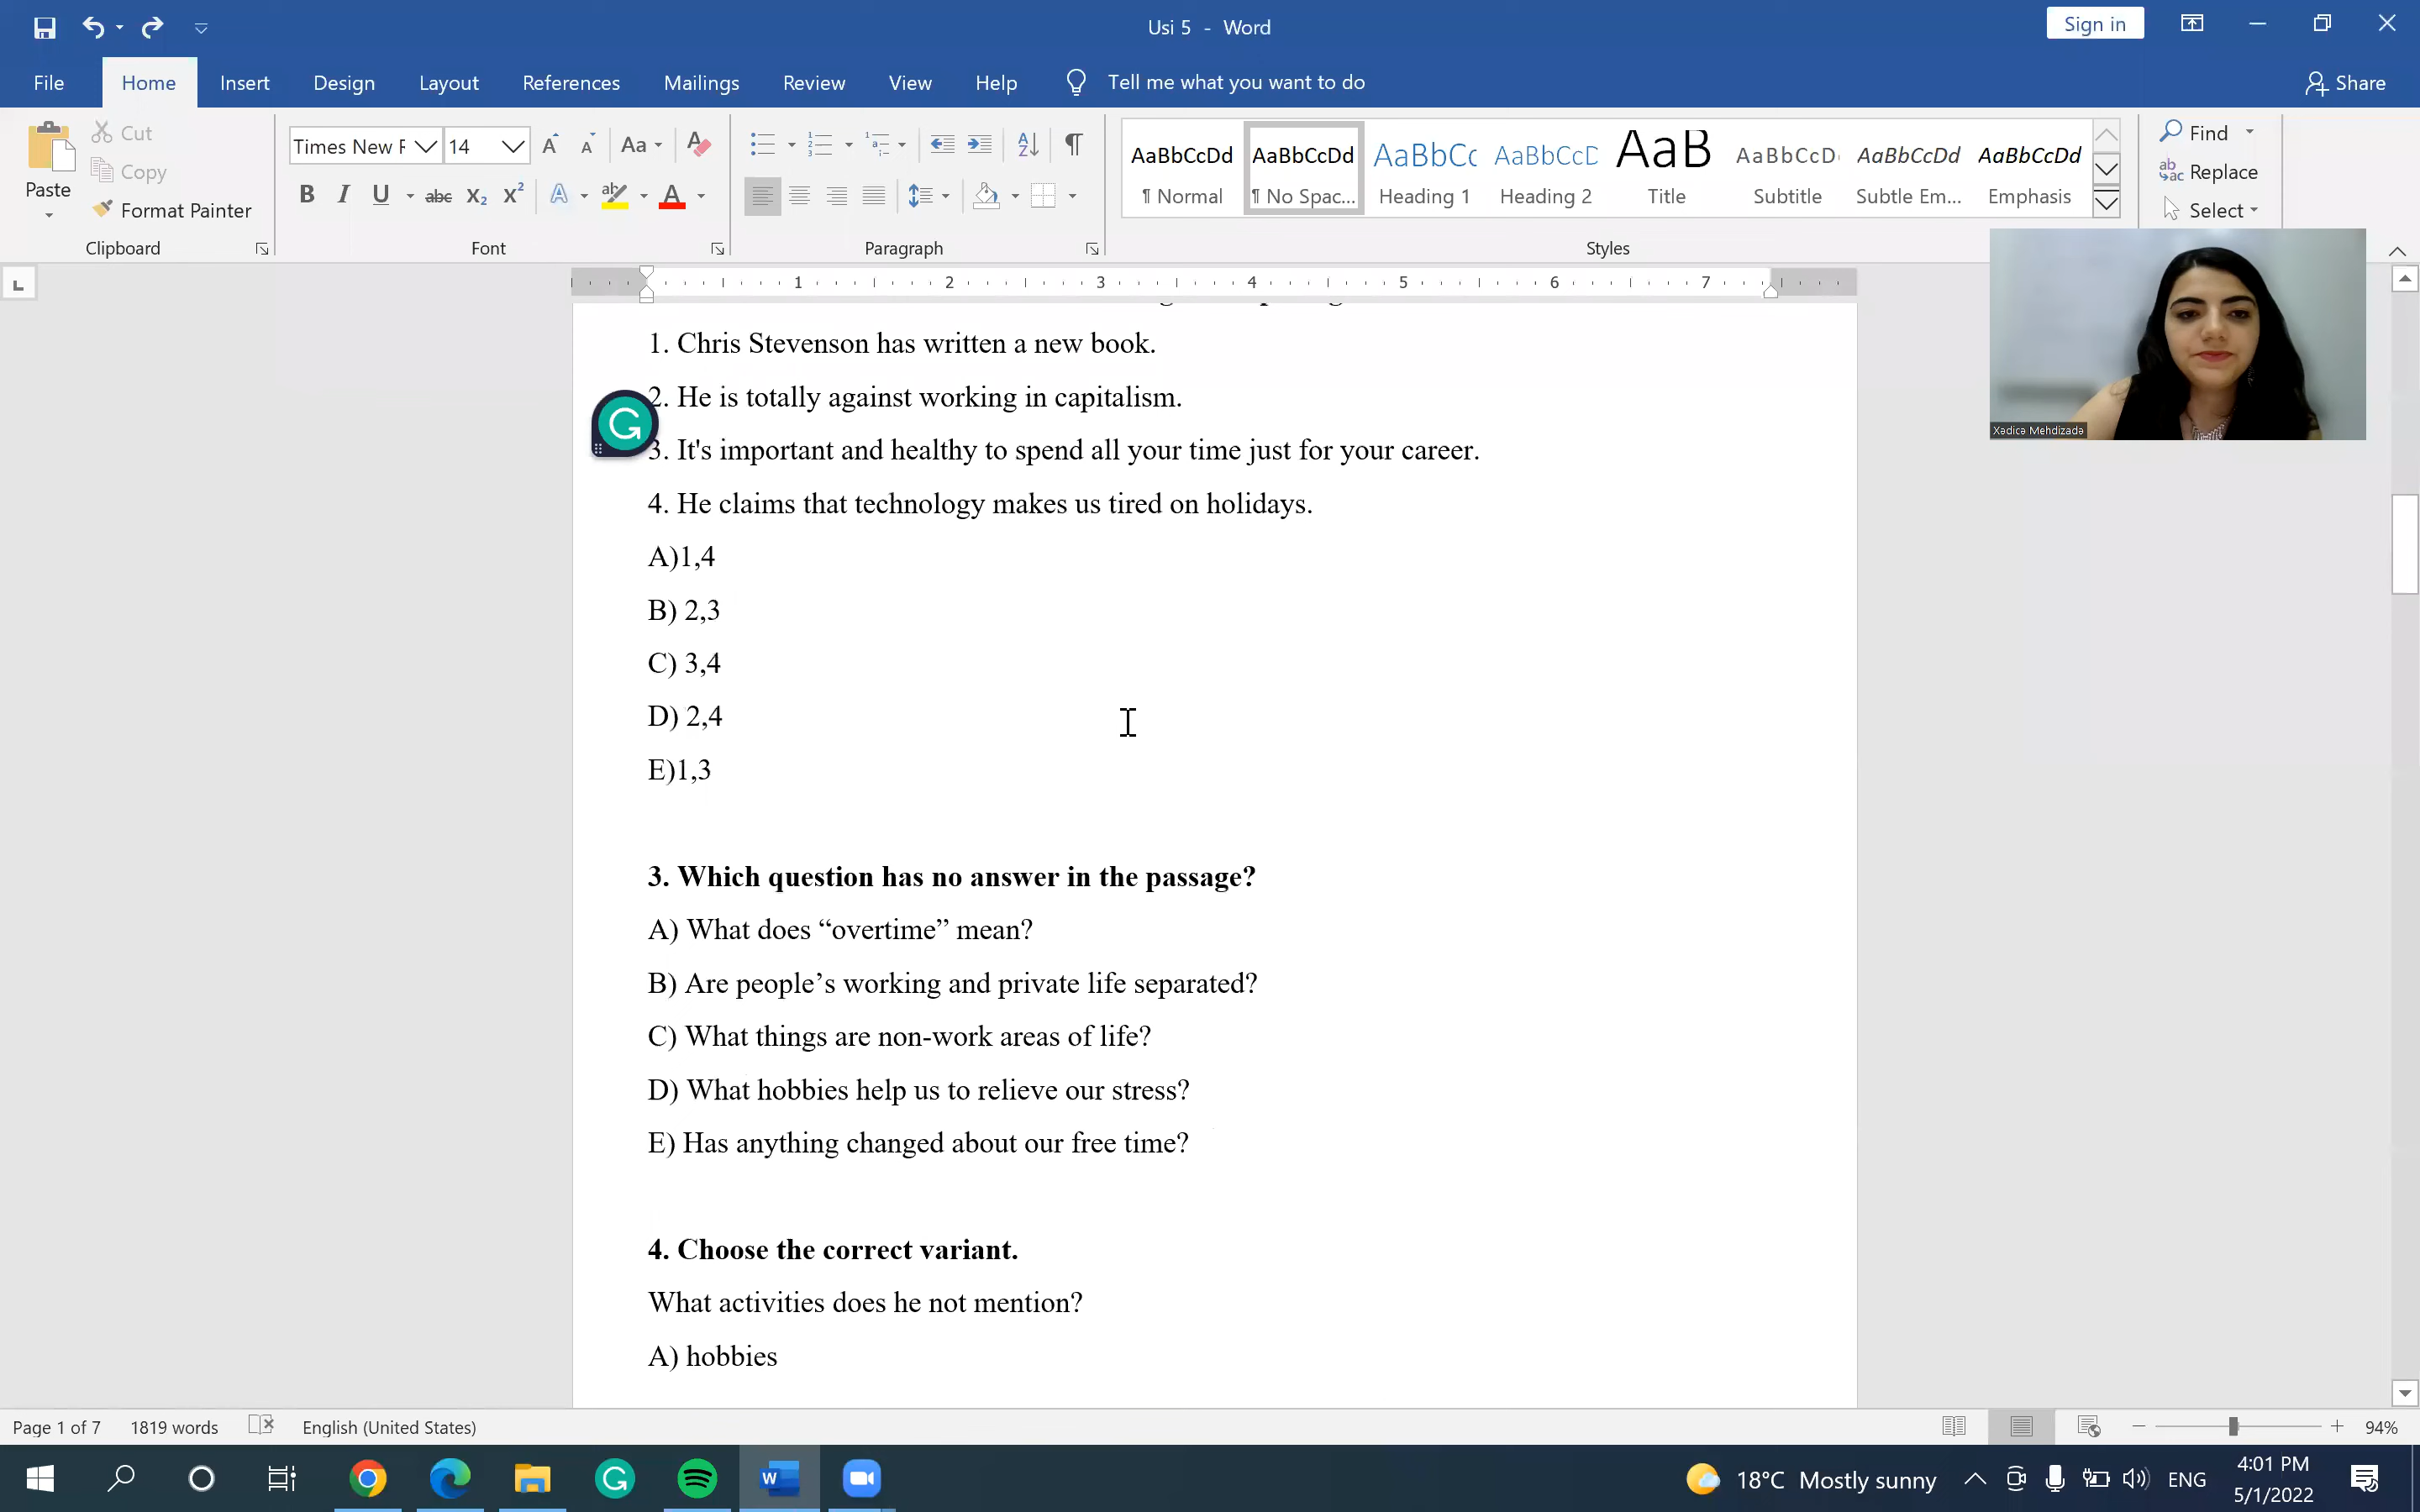 Usi 5 - Word
Sign in
File Home Insert Design Layout References Mailings Review View Help Tell me what you want to do Share
Paste
Cut
Copy
Format Painter
Clipboard
Times New R 14
Font
Paragraph
AaBbCcDd AaBbCcDd AaBbCc AaBbCcD AaB AaBbCcD AaBbCcDd AaBbCcDd
¶ Normal ¶ No Spac... Heading 1 Heading 2 Title Subtitle Subtle Em... Emphasis
Styles
Find
Replace
Select
1 2 3 4 5 6 7
Xədicə Mehdizadə
1. Chris Stevenson has written a new book.
2. He is totally against working in capitalism.
3. It's important and healthy to spend all your time just for your career.
4. He claims that technology makes us tired on holidays.
A)1,4
B) 2,3
C) 3,4
D) 2,4
E)1,3
3. Which question has no answer in the passage?
A) What does “overtime” mean?
B) Are people’s working and private life separated?
C) What things are non-work areas of life?
D) What hobbies help us to relieve our stress?
E) Has anything changed about our free time?
4. Choose the correct variant.
What activities does he not mention?
A) hobbies
Page 1 of 7 1819 words English (United States) 94%
18°C Mostly sunny ENG
4:01 PM
5/1/2022